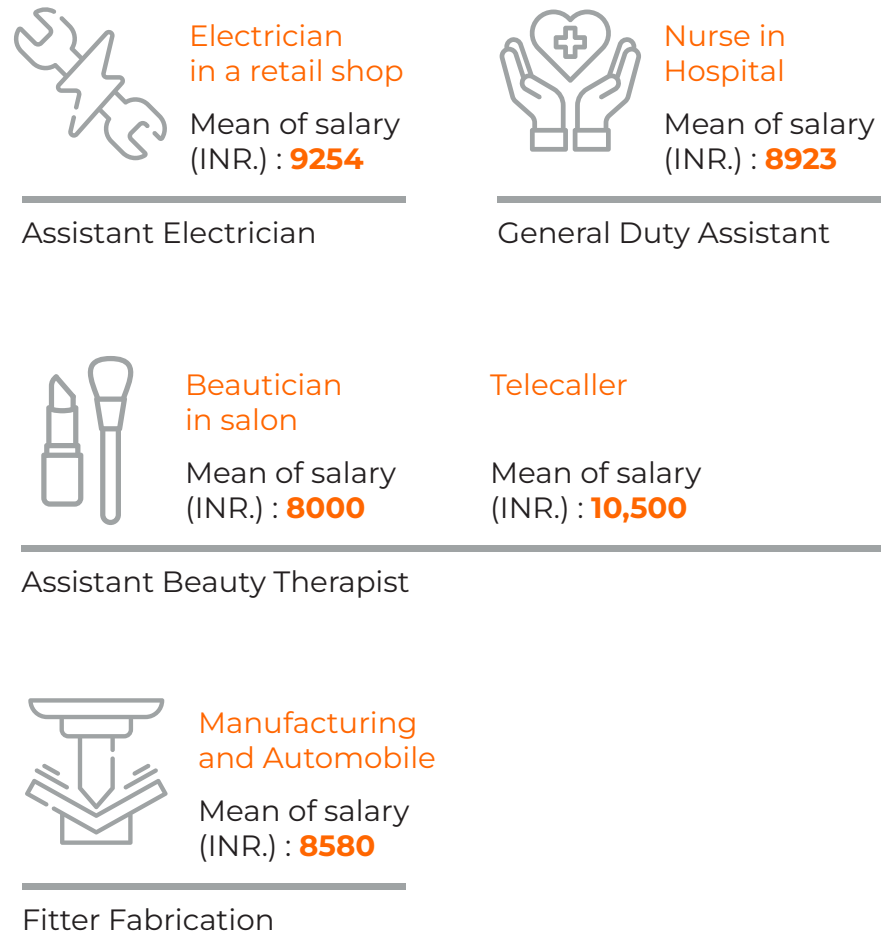 Electrician
in a retail shop
Mean of salary
(INR.) : 9254
Assistant Electrician
Nurse in
Hospital
Mean of salary
(INR.) : 8923
General Duty Assistant
Beautician
in salon
Mean of salary
(INR.) : 8000
Telecaller
Mean of salary
(INR.) : 10,500
Assistant Beauty Therapist
Manufacturing
and Automobile
Mean of salary
(INR.) : 8580
Fitter Fabrication